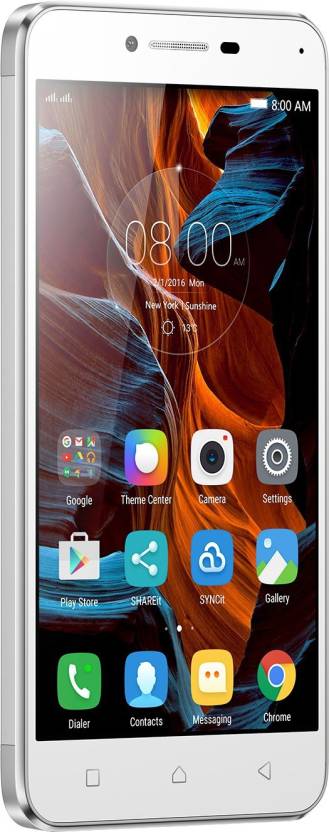 8:00 AM
08:00 AM
2/1/2016 Mon
New York | Sunshine
13°C
Google Theme Center Camera Settings
Play Store SHAREit SYNCit Gallery
Dialer Contacts Messaging Chrome